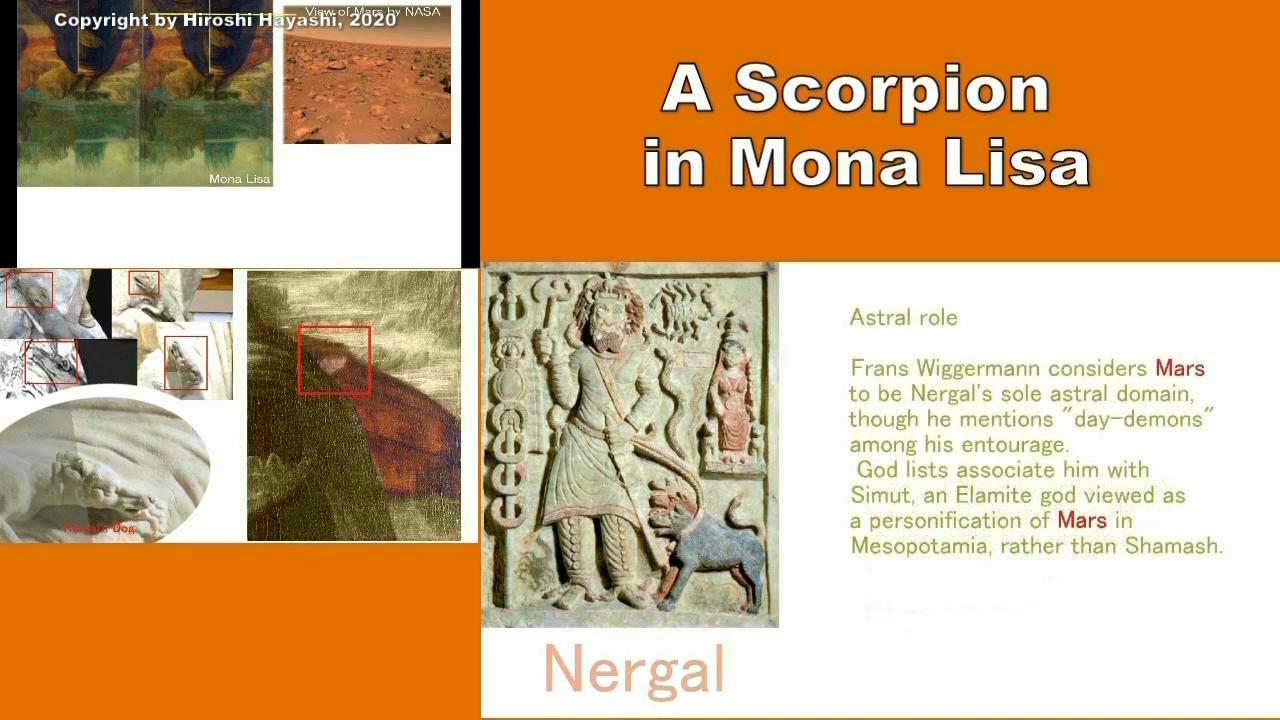 Copyright by Hiroshi Hayashi, 2020
View of Mars by NASA
Mona Lisa
A Scorpion
in Mona Lisa
Nergal's Dog
Astral role
Frans Wiggermann considers Mars
to be Nergal's sole astral domain,
though he mentions "day-demons"
among his entourage.
God lists associate him with
Simut, an Elamite god viewed as
a personification of Mars in
Mesopotamia, rather than Shamash.
Nergal